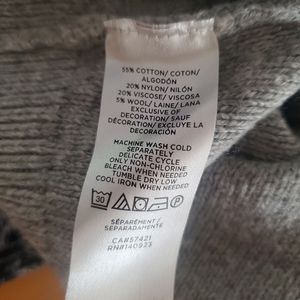 55% COTTON/ COTON/
ALGODÓN
20% NYLON/ NILÓN
20% VISCOSE/ VISCOSA
5% WOOL/ LAINE/ LANA
EXCLUSIVE OF
DECORATION/ SAUF
DÉCORATION/ EXCLUYE LA
DECORACIÓN
MACHINE WASH COLD
SEPARATELY
DELICATE CYCLE
ONLY NON-CHLORINE
BLEACH WHEN NEEDED
TUMBLE DRY LOW
COOL IRON WHEN NEEDED
30 P
SÉPARÉMENT/
SEPARADAMENTE
CA#57421
RN#140923